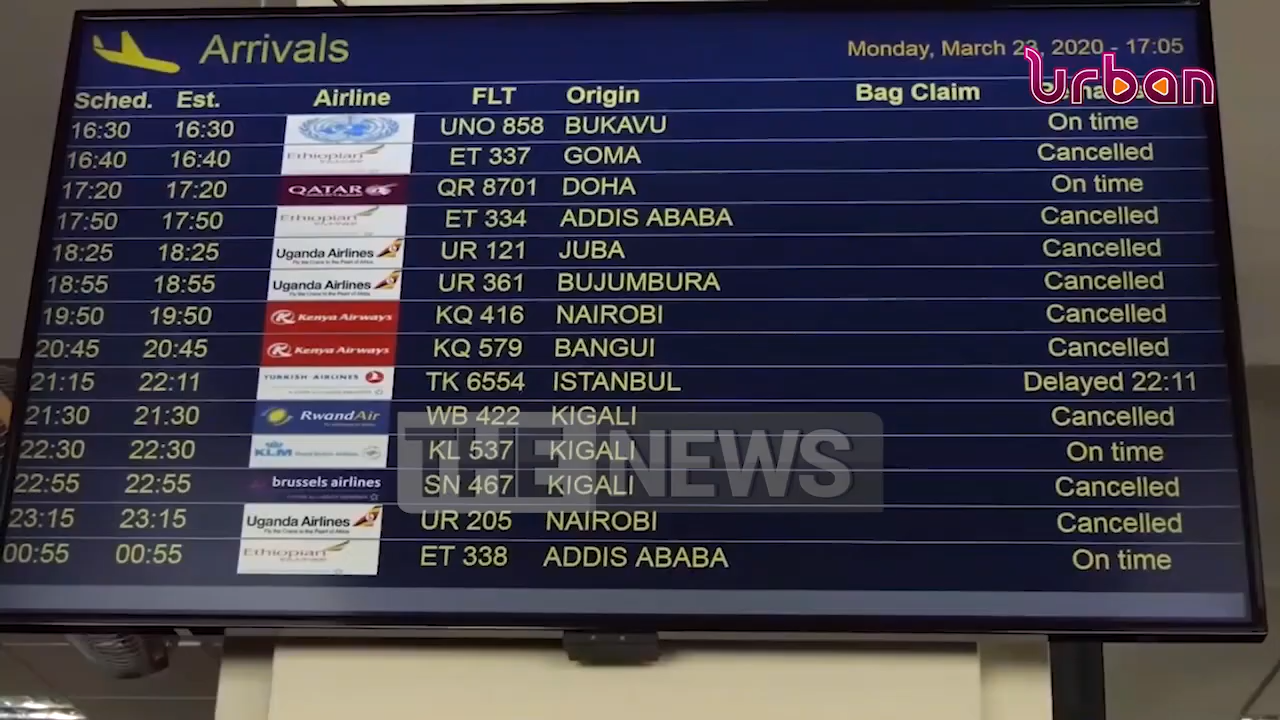 Arrivals
Monday, March 23, 2020 - 17:05
urban
Sched. Est. Airline FLT Origin Bag Claim
16:30 16:30 UNO 858 BUKAVU On time
16:40 16:40 Ethiopian ET 337 GOMA Cancelled
17:20 17:20 QATAR QR 8701 DOHA On time
17:50 17:50 Ethiopian ET 334 ADDIS ABABA Cancelled
18:25 18:25 Uganda Airlines UR 121 JUBA Cancelled
18:55 18:55 Uganda Airlines UR 361 BUJUMBURA Cancelled
19:50 19:50 Kenya Airways KQ 416 NAIROBI Cancelled
20:45 20:45 Kenya Airways KQ 579 BANGUI Cancelled
21:15 22:11 TURKISH AIRLINES TK 6554 ISTANBUL Delayed 22:11
21:30 21:30 RwandAir WB 422 KIGALI Cancelled
22:30 22:30 KLM KL 537 KIGALI On time
THE NEWS
22:55 22:55 brussels airlines SN 467 KIGALI Cancelled
23:15 23:15 Uganda Airlines UR 205 NAIROBI Cancelled
00:55 00:55 Ethiopian ET 338 ADDIS ABABA On time